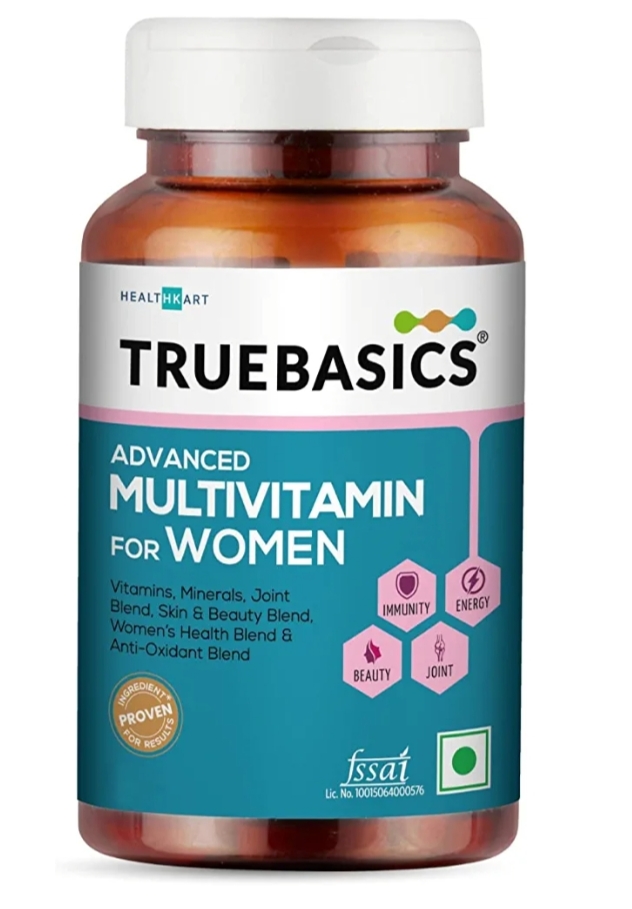 HEALTHKART
TRUEBASICS®
ADVANCED
MULTIVITAMIN
FOR WOMEN
Vitamins, Minerals, Joint
Blend, Skin & Beauty Blend,
Women's Health Blend &
Anti-Oxidant Blend
IMMUNITY
ENERGY
BEAUTY
JOINT
INGREDIENT
PROVEN
FOR RESULTS
fssai
Lic. No. 10015064000576